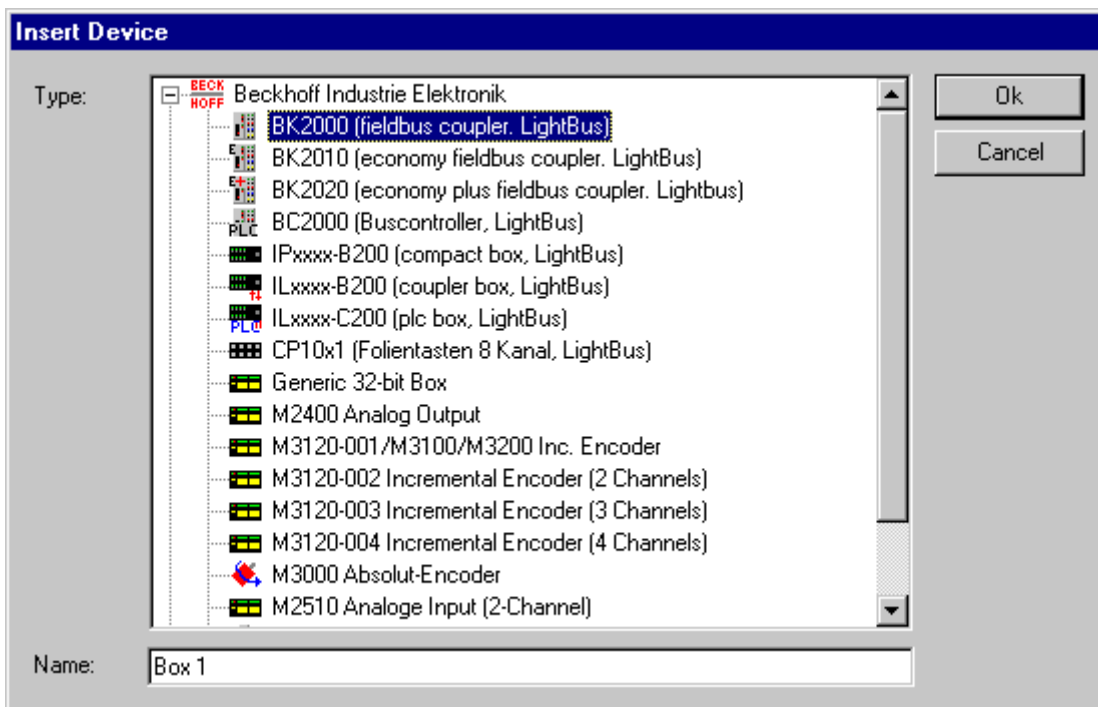 Insert Device
Type:
BECK
HOFF
Beckhoff Industrie Elektronik
BK2000 (fieldbus coupler. LightBus)
E
BK2010 (economy fieldbus coupler. LightBus)
E+
BK2020 (economy plus fieldbus coupler. Lightbus)
PLC
BC2000 (Buscontroller, LightBus)
IPxxxx-B200 (compact box, LightBus)
ILxxxx-B200 (coupler box, LightBus)
PLC
ILxxxx-C200 (plc box, LightBus)
CP10x1 (Folientasten 8 Kanal, LightBus)
Generic 32-bit Box
M2400 Analog Output
M3120-001/M3100/M3200 Inc. Encoder
M3120-002 Incremental Encoder (2 Channels)
M3120-003 Incremental Encoder (3 Channels)
M3120-004 Incremental Encoder (4 Channels)
M3000 Absolut-Encoder
M2510 Analoge Input (2-Channel)
Ok
Cancel
Name:
Box 1